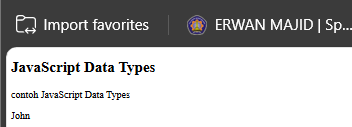 Import favorites
ERWAN MAJID | Sp...
JavaScript Data Types
contoh JavaScript Data Types
John